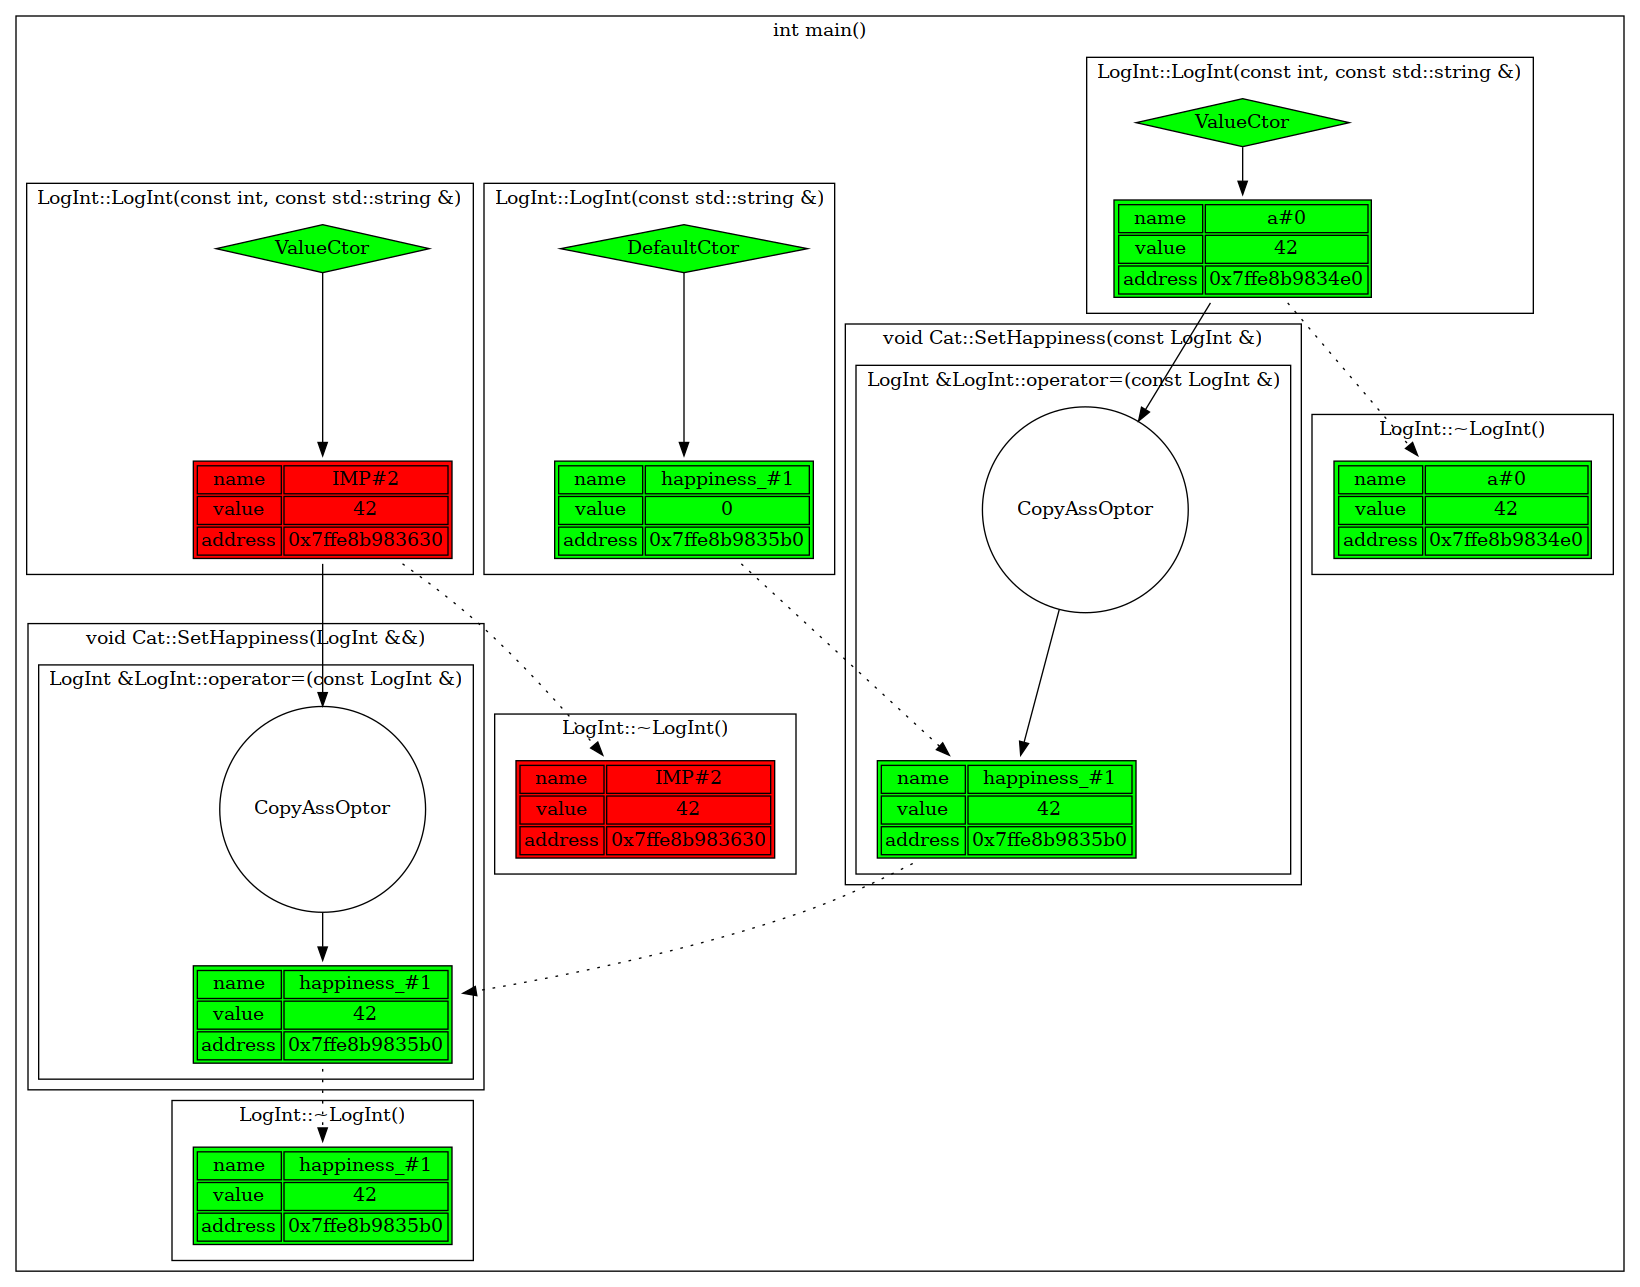 int main()
LogInt::LogInt(const int, const std::string &)
ValueCtor
name a#0
value 42
address 0x7ffe8b9834e0
LogInt::LogInt(const int, const std::string &)
ValueCtor
name IMP#2
value 42
address 0x7ffe8b983630
LogInt::LogInt(const std::string &)
DefaultCtor
name happiness_#1
value 0
address 0x7ffe8b9835b0
void Cat::SetHappiness(const LogInt &)
LogInt &LogInt::operator=(const LogInt &)
CopyAssOptor
name happiness_#1
value 42
address 0x7ffe8b9835b0
LogInt::~LogInt()
name a#0
value 42
address 0x7ffe8b9834e0
void Cat::SetHappiness(LogInt &&)
LogInt &LogInt::operator=(const LogInt &)
CopyAssOptor
name happiness_#1
value 42
address 0x7ffe8b9835b0
LogInt::~LogInt()
name IMP#2
value 42
address 0x7ffe8b983630
LogInt::~LogInt()
name happiness_#1
value 42
address 0x7ffe8b9835b0